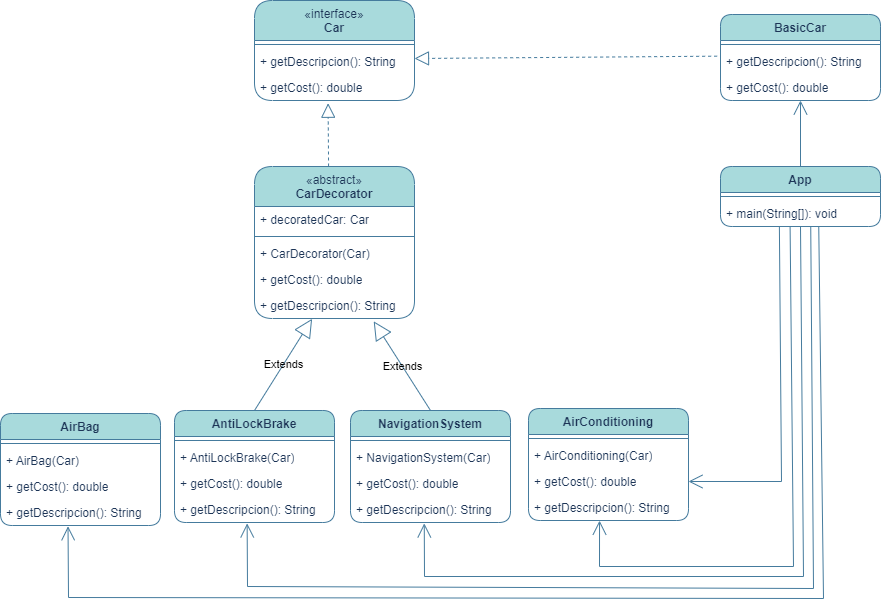 «interface»
Car
+ getDescripcion(): String
+ getCost(): double
BasicCar
+ getDescripcion(): String
+ getCost(): double
«abstract»
CarDecorator
+ decoratedCar: Car
+ CarDecorator(Car)
+ getCost(): double
+ getDescripcion(): String
App
+ main(String[]): void
Extends
Extends
AirBag
+ AirBag(Car)
+ getCost(): double
+ getDescripcion(): String
AntiLockBrake
+ AntiLockBrake(Car)
+ getCost(): double
+ getDescripcion(): String
NavigationSystem
+ NavigationSystem(Car)
+ getCost(): double
+ getDescripcion(): String
AirConditioning
+ AirConditioning(Car)
+ getCost(): double
+ getDescripcion(): String